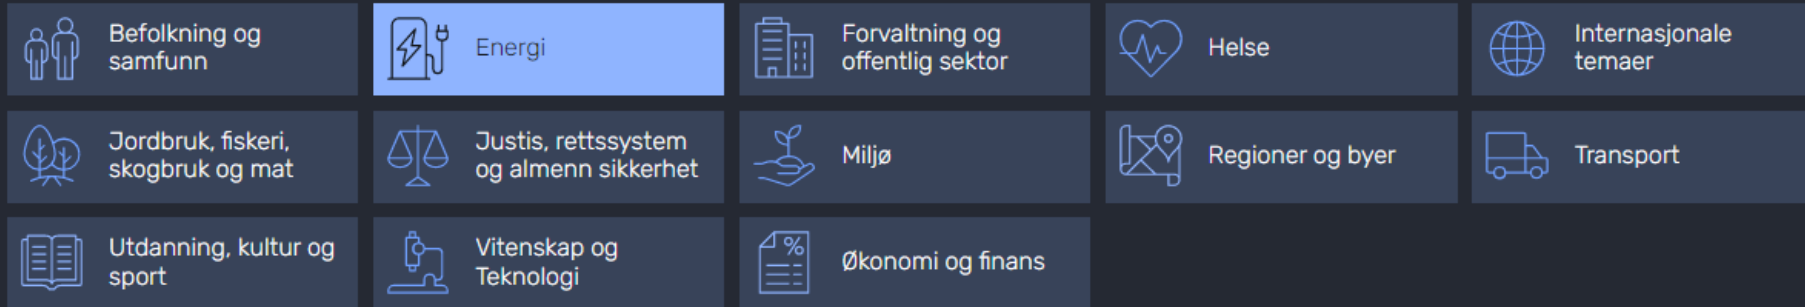 Befolkning og
samfunn
Energi
Forvaltning og
offentlig sektor
Helse
Internasjonale
temaer
Jordbruk, fiskeri,
skogbruk og mat
Justis, rettssystem
og almenn sikkerhet
Miljø
Regioner og byer
Transport
Utdanning, kultur og
sport
Vitenskap og
Teknologi
%
Økonomi og finans